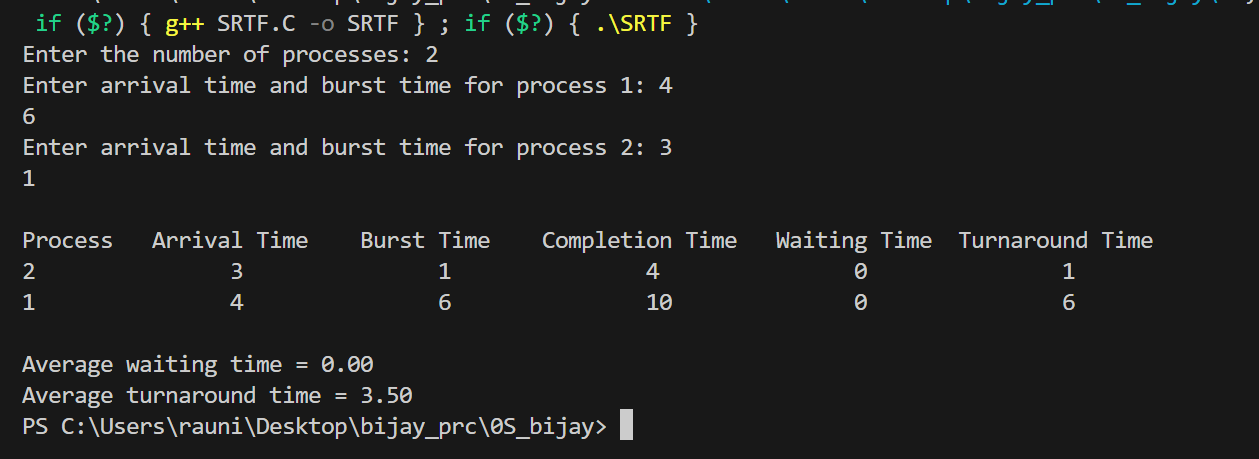 if ($?) { g++ SRTF.C -o SRTF } ; if ($?) { .\SRTF }
Enter the number of processes: 2
Enter arrival time and burst time for process 1: 4
6
Enter arrival time and burst time for process 2: 3
1
Process   Arrival Time    Burst Time    Completion Time   Waiting Time  Turnaround Time
2               3               1               4               0               1
1               4               6               10              0               6
Average waiting time = 0.00
Average turnaround time = 3.50
PS C:\Users\rauni\Desktop\bijay_prc\0S_bijay>